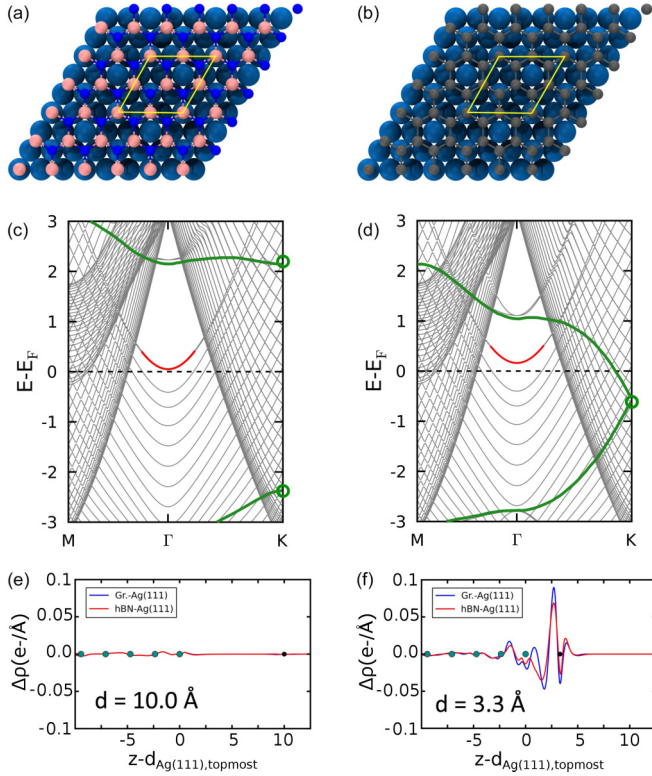 (a)
(b)
(c)
3
2
1
0
-1
-2
-3
E-E_F
M
Γ
K
(d)
3
2
1
0
-1
-2
-3
E-E_F
M
Γ
K
(e)
0.1
0.05
0.0
-0.05
-0.1
Δρ(e-/Å)
Gr.-Ag(111)
hBN-Ag(111)
d = 10.0 Å
-5
0
5
10
z-d_Ag(111),topmost
(f)
0.1
0.05
0.0
-0.05
-0.1
Δρ(e-/Å)
Gr.-Ag(111)
hBN-Ag(111)
d = 3.3 Å
-5
0
5
10
z-d_Ag(111),topmost